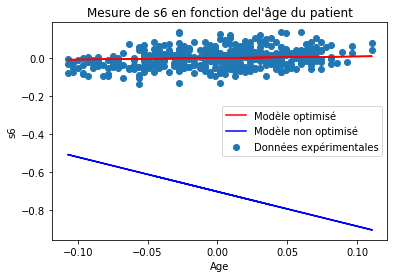 Mesure de s6 en fonction del'âge du patient
0.0
−0.2
−0.4
−0.6
−0.8
s6
Modèle optimisé
Modèle non optimisé
Données expérimentales
−0.10
−0.05
0.00
0.05
0.10
Age